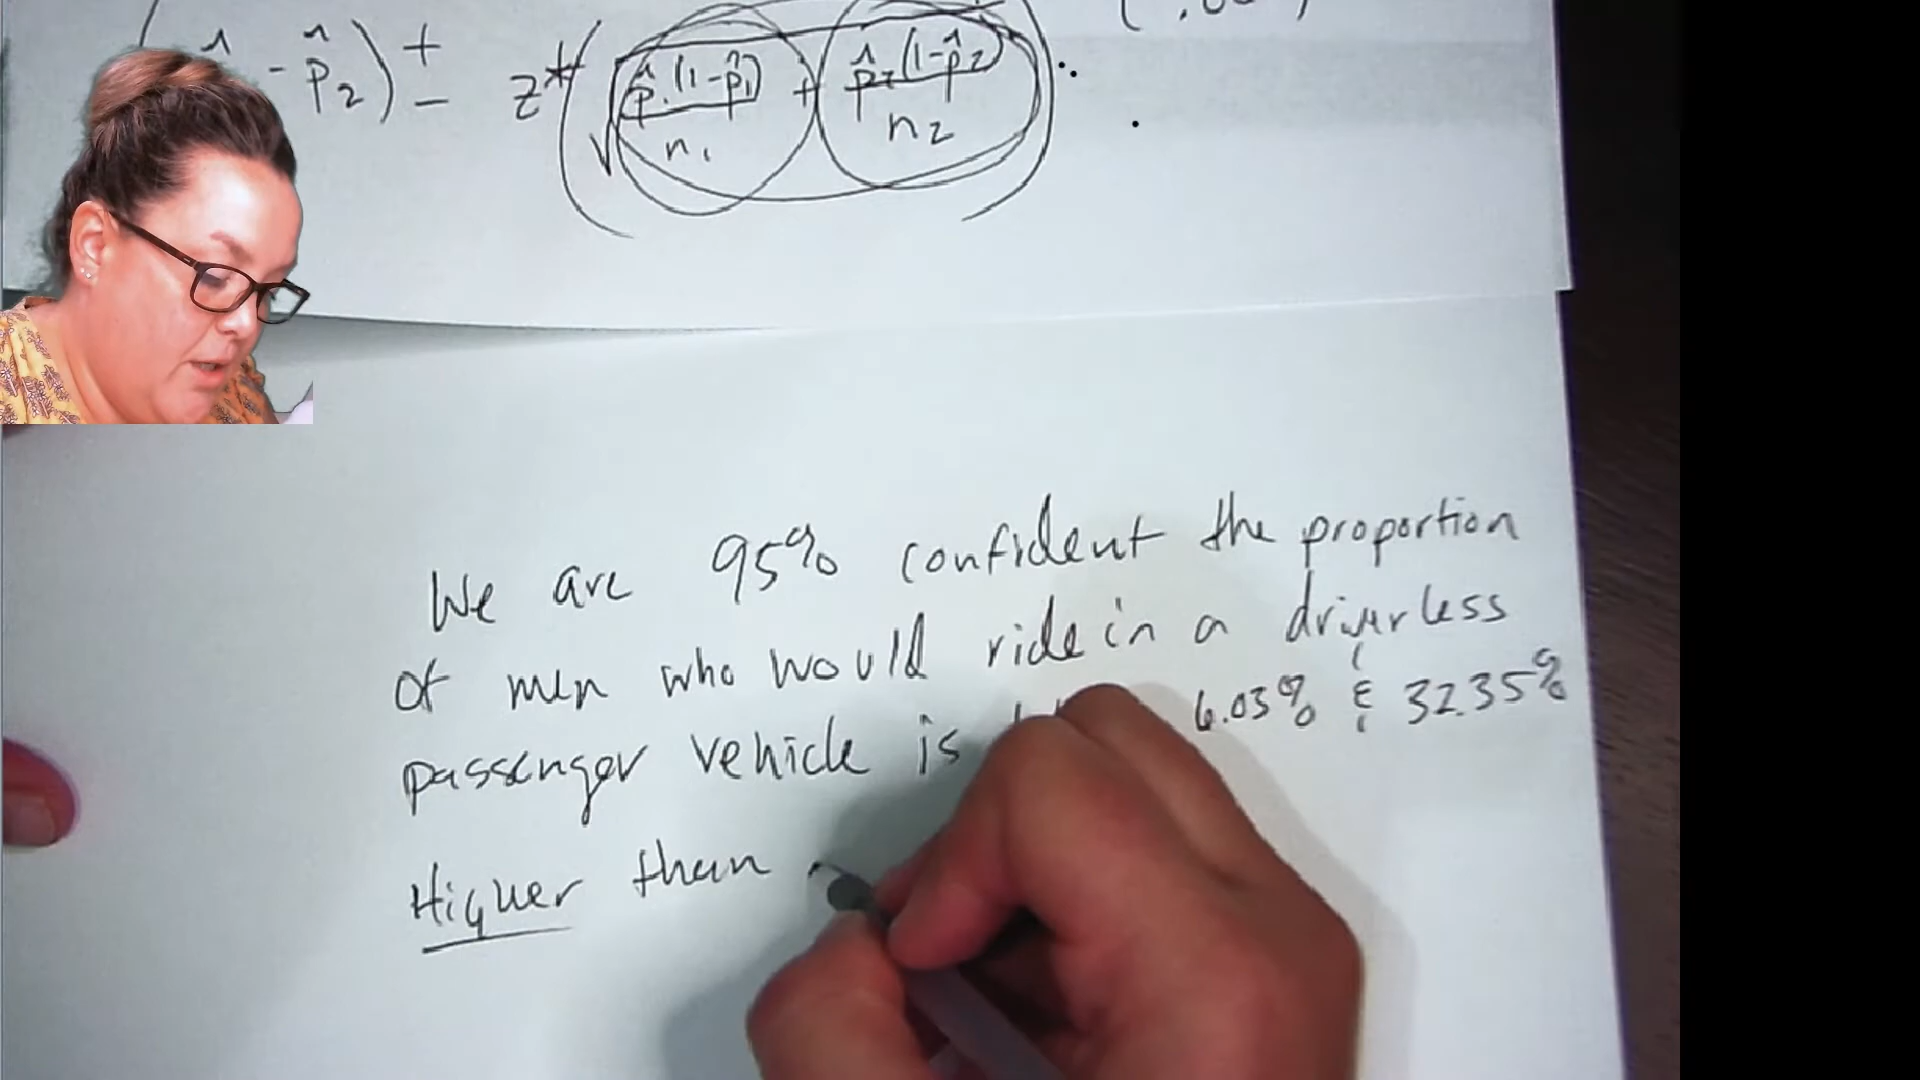 - p̂2) ± z* √ p̂1(1-p̂1) / n1 + p̂2(1-p̂2) / n2
We are 95% confident the proportion
of men who would ride in a driverless
passenger vehicle is 6.03% & 32.35%
Higher than